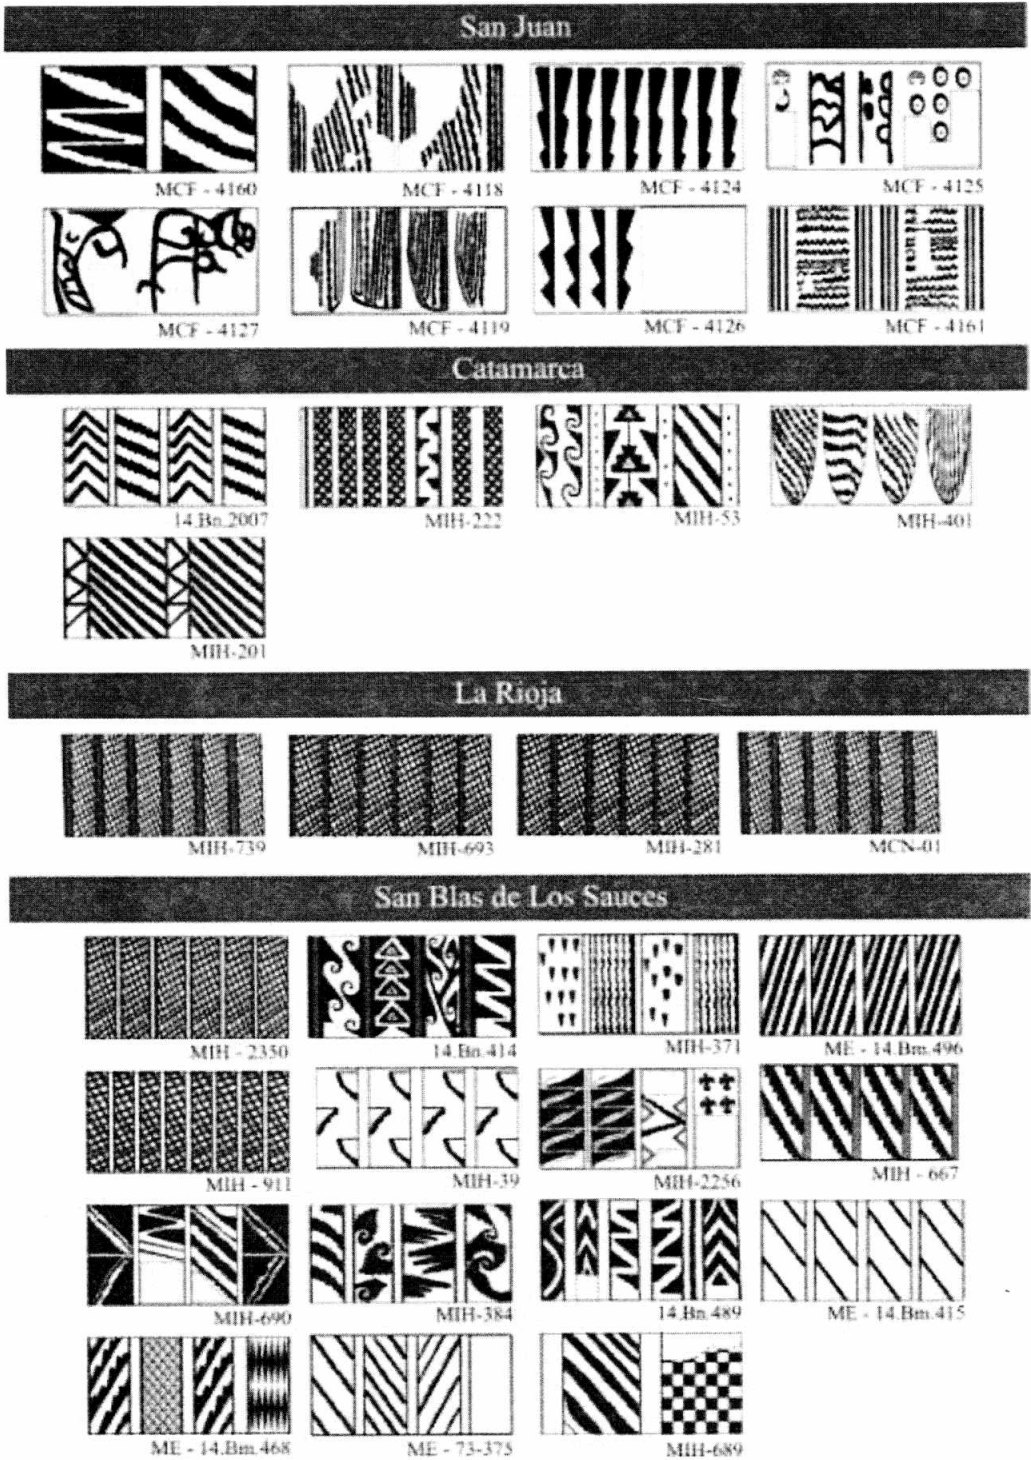 San Juan
MCF - 4160 MCF - 4118 MCF - 4124 MCF - 4125
MCF - 4127 MCF - 4119 MCF - 4126 MCF - 4161
Catamarca
14.Bn.2007 MIH-222 MIH-53 MIH-401
MIH-201
La Rioja
MIH-739 MIH-693 MIH-281 MCN-01
San Blas de Los Sauces
MIH - 2350 14.Bn.414 MIH-371 ME - 14.Bm.496
MIH - 911 MIH-39 MIH-2256 MIH - 667
MIH-690 MIH-384 14.Bn.489 ME - 14.Bm.415
ME - 14.Bm.468 ME - 73-375 MIH-689